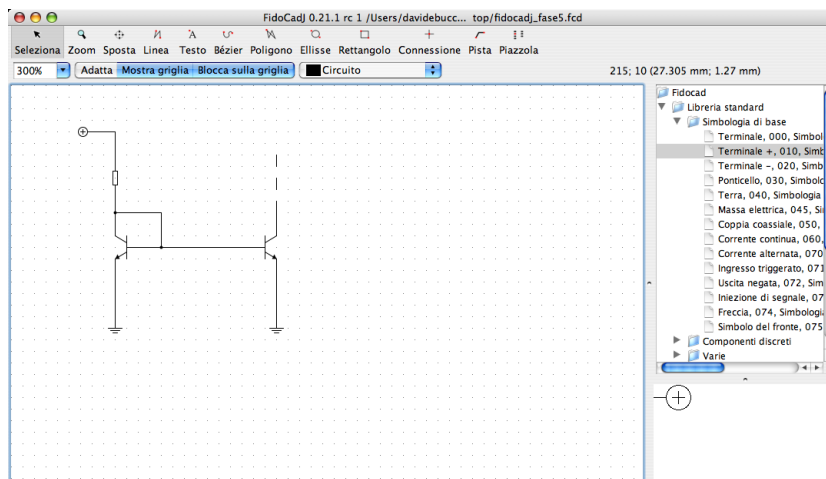 FidoCadJ 0.21.1 rc 1 /Users/davidebucc... top/fidocadj_fase5.fcd
Seleziona Zoom Sposta Linea Testo Bézier Poligono Ellisse Rettangolo Connessione Pista Piazzola
300% Adatta Mostra griglia Blocca sulla griglia Circuito 215; 10 (27.305 mm; 1.27 mm)
Fidocad
Libreria standard
Simbologia di base
Terminale, 000, Simbol
Terminale +, 010, Simb
Terminale -, 020, Simb
Ponticello, 030, Simbolo
Terra, 040, Simbologia
Massa elettrica, 045, Si
Coppia coassiale, 050,
Corrente continua, 060,
Corrente alternata, 070
Ingresso triggerato, 071
Uscita negata, 072, Sim
Iniezione di segnale, 07
Freccia, 074, Simbologi
Simbolo del fronte, 075
Componenti discreti
Varie